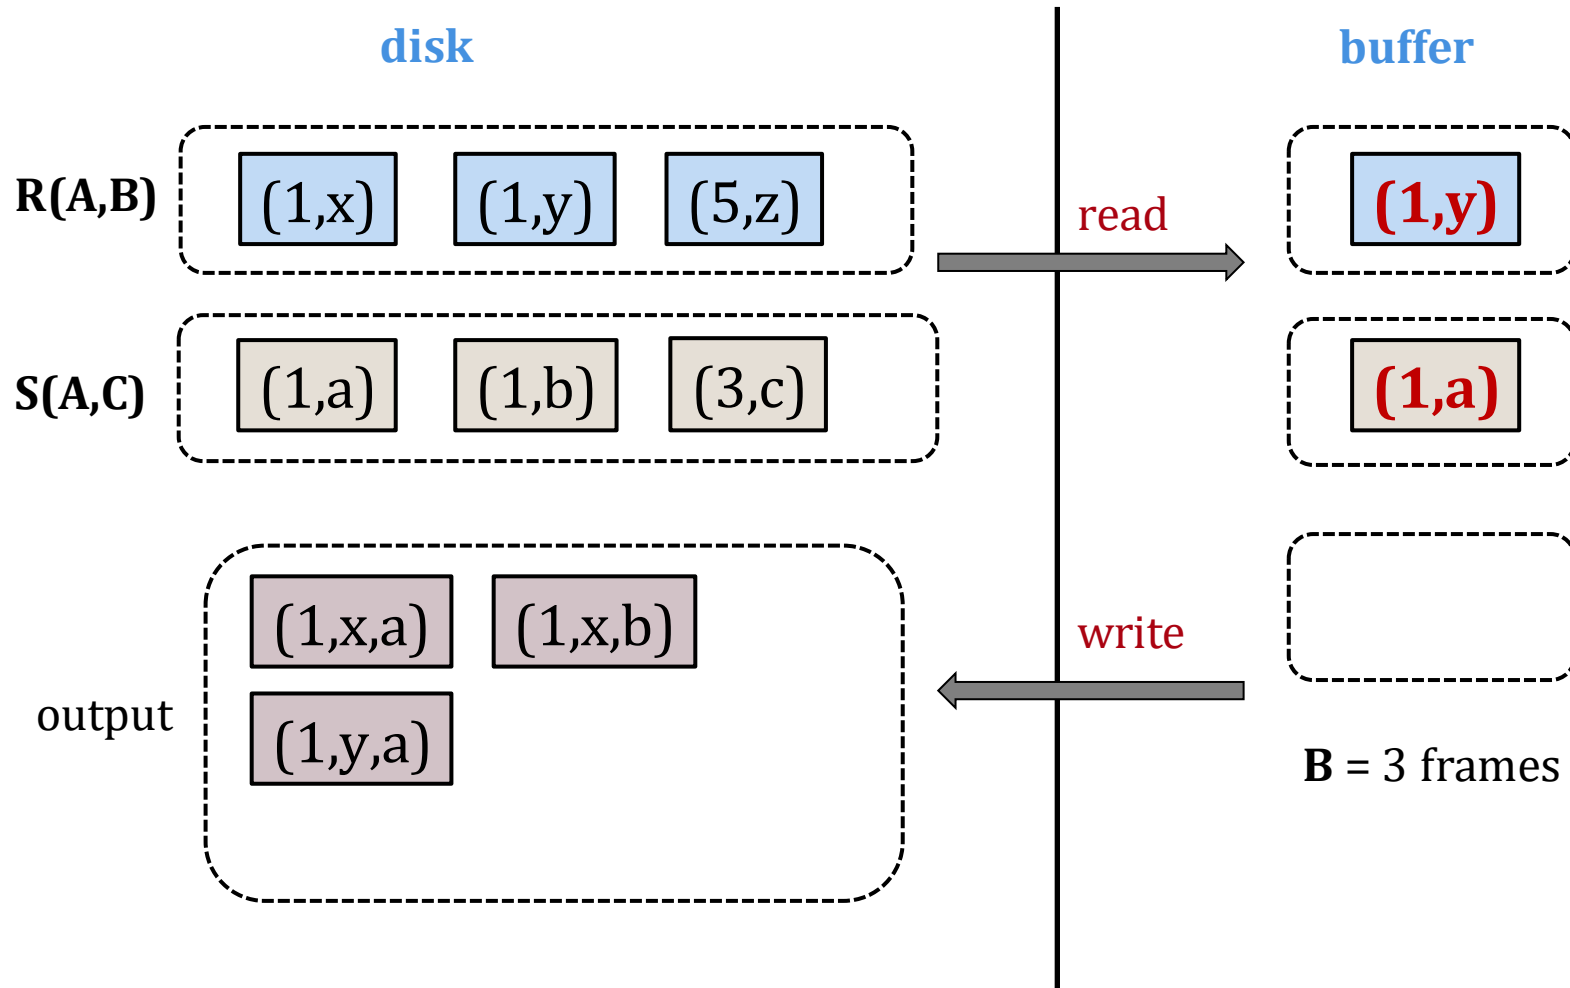 disk
buffer
R(A,B)
(1,x) (1,y) (5,z)
read
(1,y)
S(A,C)
(1,a) (1,b) (3,c)
(1,a)
output
(1,x,a) (1,x,b)
(1,y,a)
write
B = 3 frames